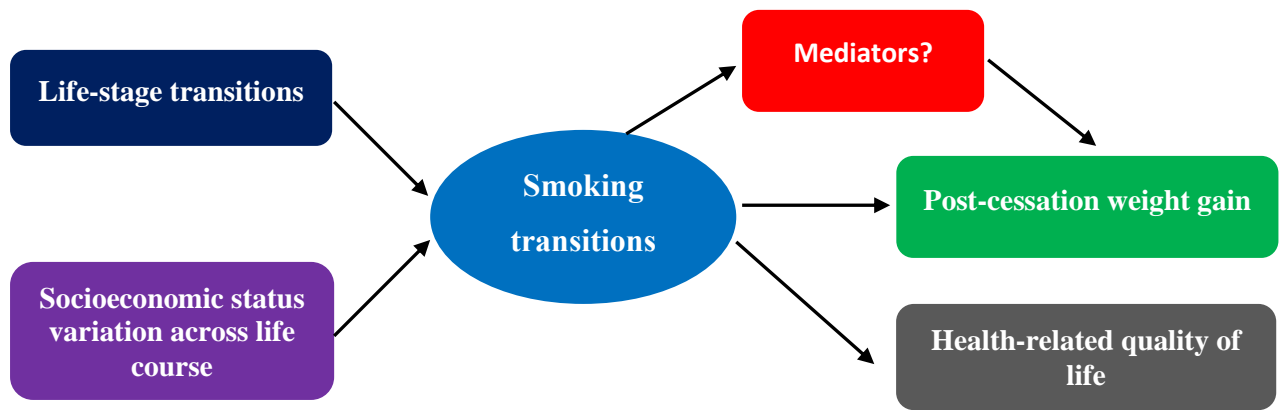 Life-stage transitions
Socioeconomic status
variation across life
course
Smoking
transitions
Mediators?
Post-cessation weight gain
Health-related quality of
life